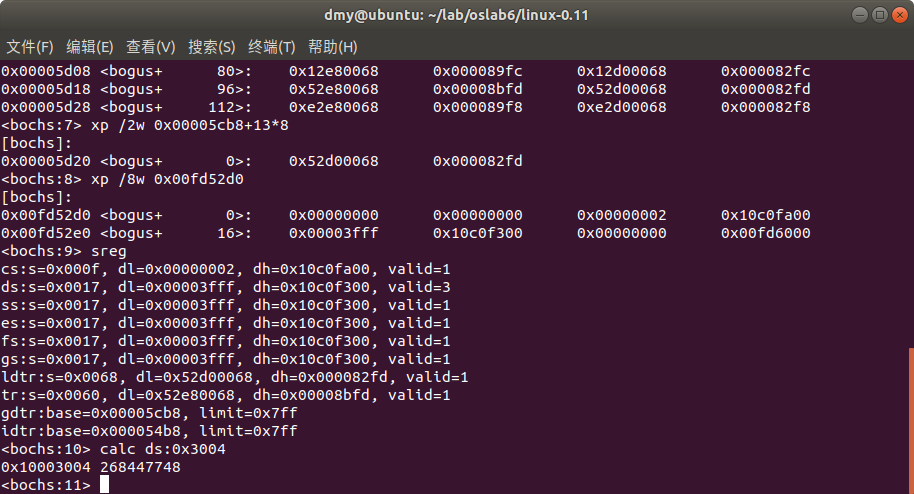 dmy@ubuntu: ~/lab/oslab6/linux-0.11
文件(F) 编辑(E) 查看(V) 搜索(S) 终端(T) 帮助(H)
0x00005d08 <bogus+      80>:    0x12e80068      0x000089fc      0x12d00068      0x000082fc
0x00005d18 <bogus+      96>:    0x52e80068      0x00008bfd      0x52d00068      0x000082fd
0x00005d28 <bogus+     112>:    0xe2e80068      0x000089f8      0xe2d00068      0x000082f8
<bochs:7> xp /2w 0x00005cb8+13*8
[bochs]:
0x00005d20 <bogus+       0>:    0x52d00068      0x000082fd
<bochs:8> xp /8w 0x00fd52d0
[bochs]:
0x00fd52d0 <bogus+       0>:    0x00000000      0x00000000      0x00000002      0x10c0fa00
0x00fd52e0 <bogus+      16>:    0x00003fff      0x10c0f300      0x00000000      0x00fd6000
<bochs:9> sreg
cs:s=0x000f, dl=0x00000002, dh=0x10c0fa00, valid=1
ds:s=0x0017, dl=0x00003fff, dh=0x10c0f300, valid=3
ss:s=0x0017, dl=0x00003fff, dh=0x10c0f300, valid=1
es:s=0x0017, dl=0x00003fff, dh=0x10c0f300, valid=1
fs:s=0x0017, dl=0x00003fff, dh=0x10c0f300, valid=1
gs:s=0x0017, dl=0x00003fff, dh=0x10c0f300, valid=1
ldtr:s=0x0068, dl=0x52d00068, dh=0x000082fd, valid=1
tr:s=0x0060, dl=0x52e80068, dh=0x00008bfd, valid=1
gdtr:base=0x00005cb8, limit=0x7ff
idtr:base=0x000054b8, limit=0x7ff
<bochs:10> calc ds:0x3004
0x10003004 268447748
<bochs:11>